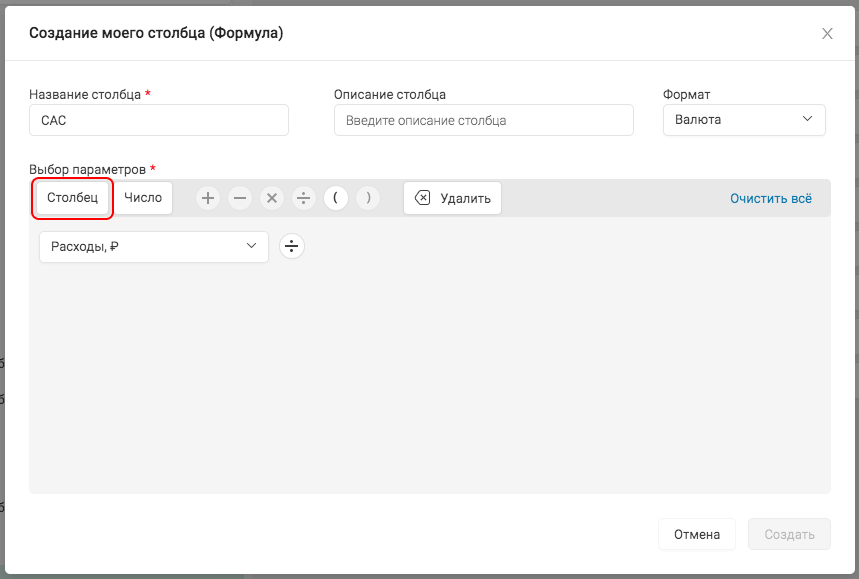 Создание моего столбца (Формула)
Название столбца *
Описание столбца
Формат
CAC
Введите описание столбца
Валюта
Выбор параметров *
Столбец
Число
+ − × ÷ ( )
Удалить
Очистить всё
Расходы, ₽
÷
Отмена
Создать